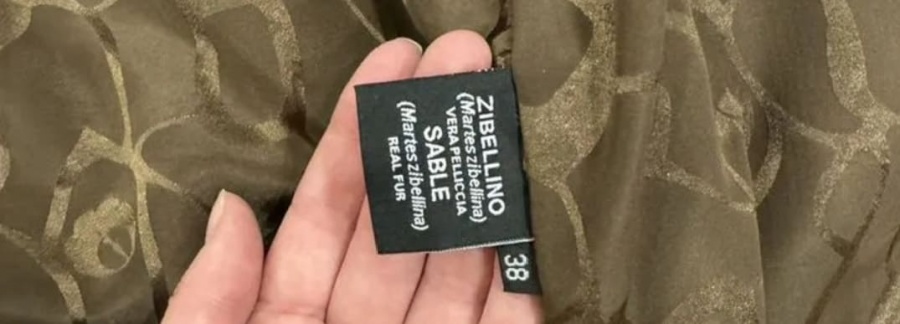 ZIBELLINO
(Martes zibellina)
VERA PELLICCIA
SABLE
(Martes zibellina)
REAL FUR
38